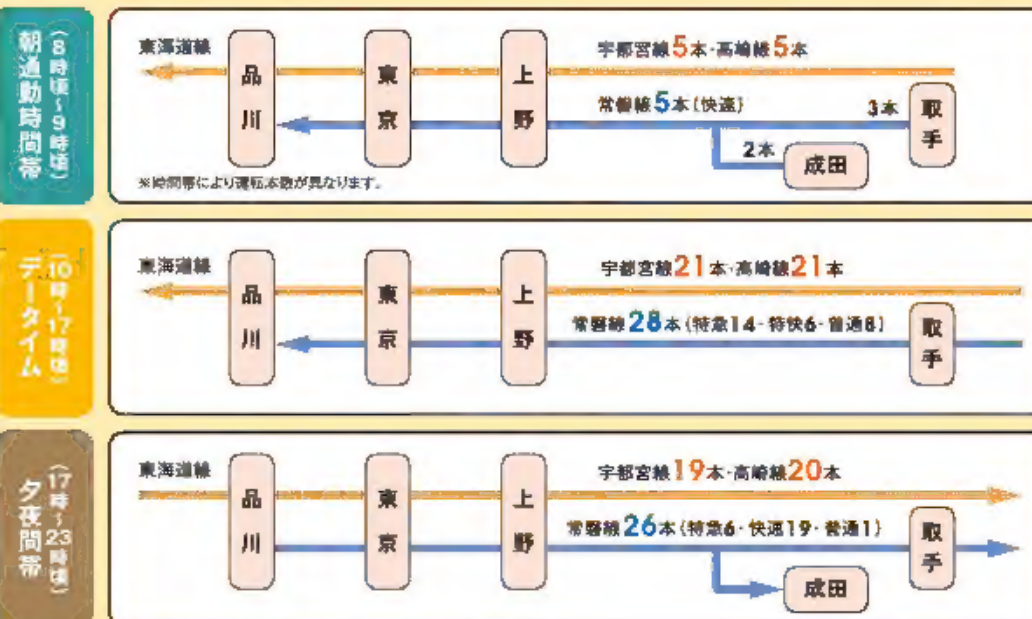 朝通動時間帯
(8時頃~9時頃)
東海道線
品川
東京
上野
宇都宮線5本・高崎線5本
常磐線5本(快速)
3本
取手
2本
成田
※時間帯により運転本数が異なります。
データイム
(10時~17時頃)
東海道線
品川
東京
上野
宇都宮線21本・高崎線21本
常磐線28本(特急14・特快6・普通8)
取手
夕夜間帯
(17時~23時頃)
東海道線
品川
東京
上野
宇都宮線19本・高崎線20本
常磐線26本(特急6・快速19・普通1)
取手
成田